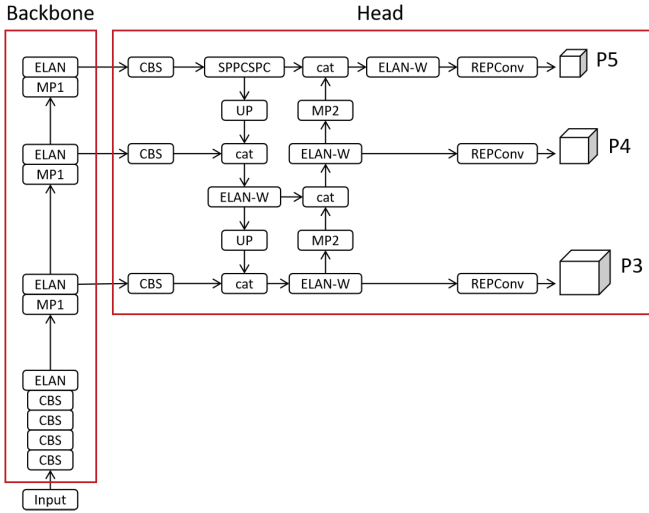 Backbone
Head
ELAN
CBS
SPPCSPC
cat
ELAN-W
REPConv
P5
MP1
UP
MP2
ELAN
CBS
cat
ELAN-W
REPConv
P4
MP1
ELAN-W
cat
UP
MP2
ELAN
CBS
cat
ELAN-W
REPConv
P3
MP1
ELAN
CBS
CBS
CBS
CBS
Input